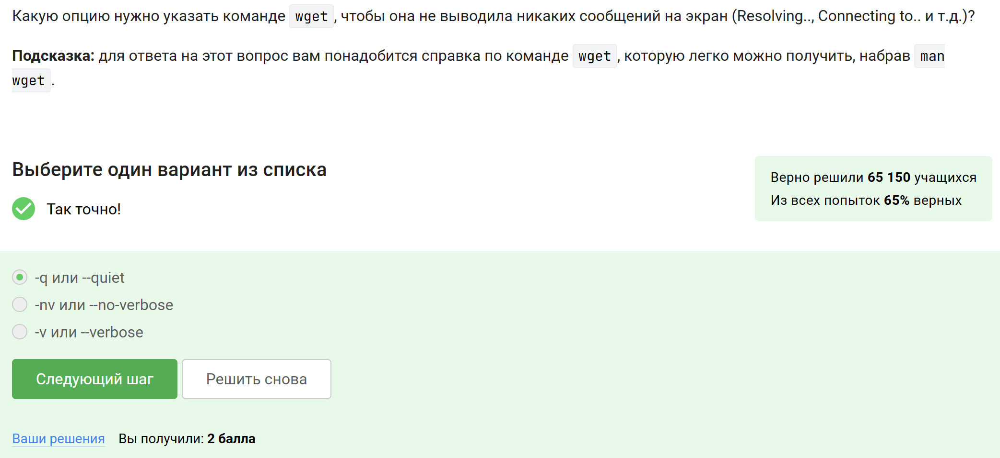 Какую опцию нужно указать команде wget, чтобы она не выводила никаких сообщений на экран (Resolving.., Connecting to.. и т.д.)?
Подсказка: для ответа на этот вопрос вам понадобится справка по команде wget, которую легко можно получить, набрав man
wget.
Выберите один вариант из списка
Так точно!
Верно решили 65 150 учащихся
Из всех попыток 65% верных
-q или --quiet
-nv или --no-verbose
-v или --verbose
Следующий шаг
Решить снова
Ваши решения Вы получили: 2 балла